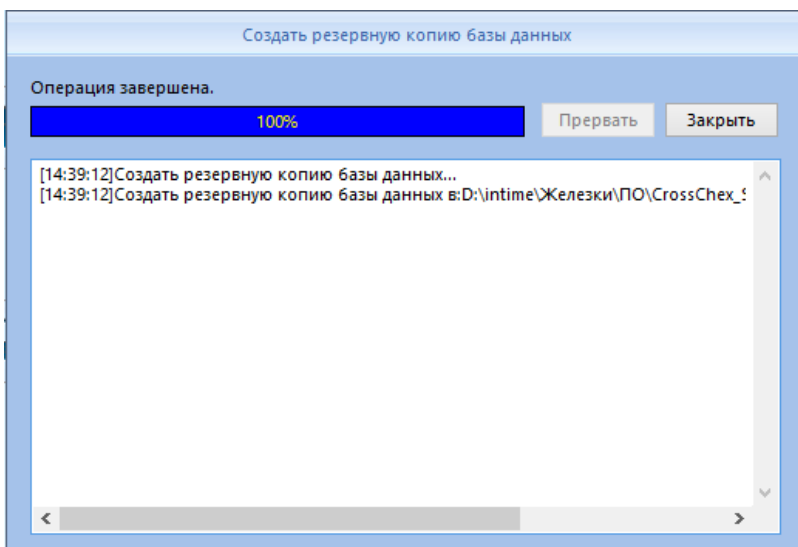 Создать резервную копию базы данных
Операция завершена.
100%
Прервать
Закрыть
[14:39:12]Создать резервную копию базы данных...
[14:39:12]Создать резервную копию базы данных в:D:\intime\Железки\ПО\CrossChex_S